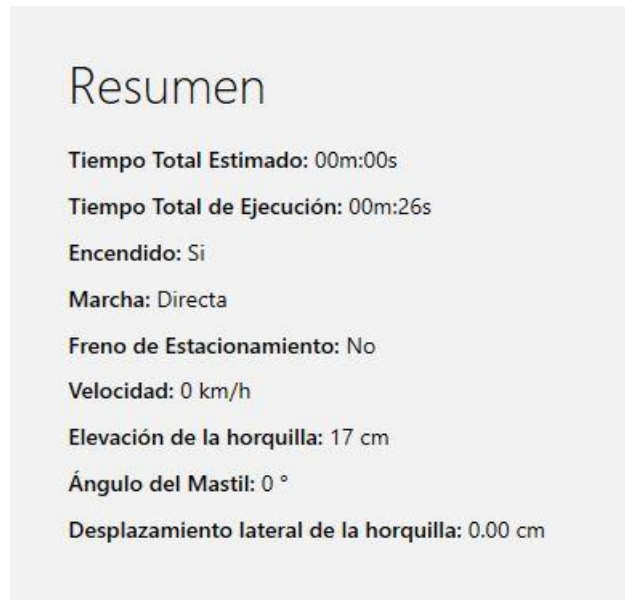 Resumen
Tiempo Total Estimado: 00m:00s
Tiempo Total de Ejecución: 00m:26s
Encendido: Si
Marcha: Directa
Freno de Estacionamiento: No
Velocidad: 0 km/h
Elevación de la horquilla: 17 cm
Ángulo del Mastil: 0 °
Desplazamiento lateral de la horquilla: 0.00 cm